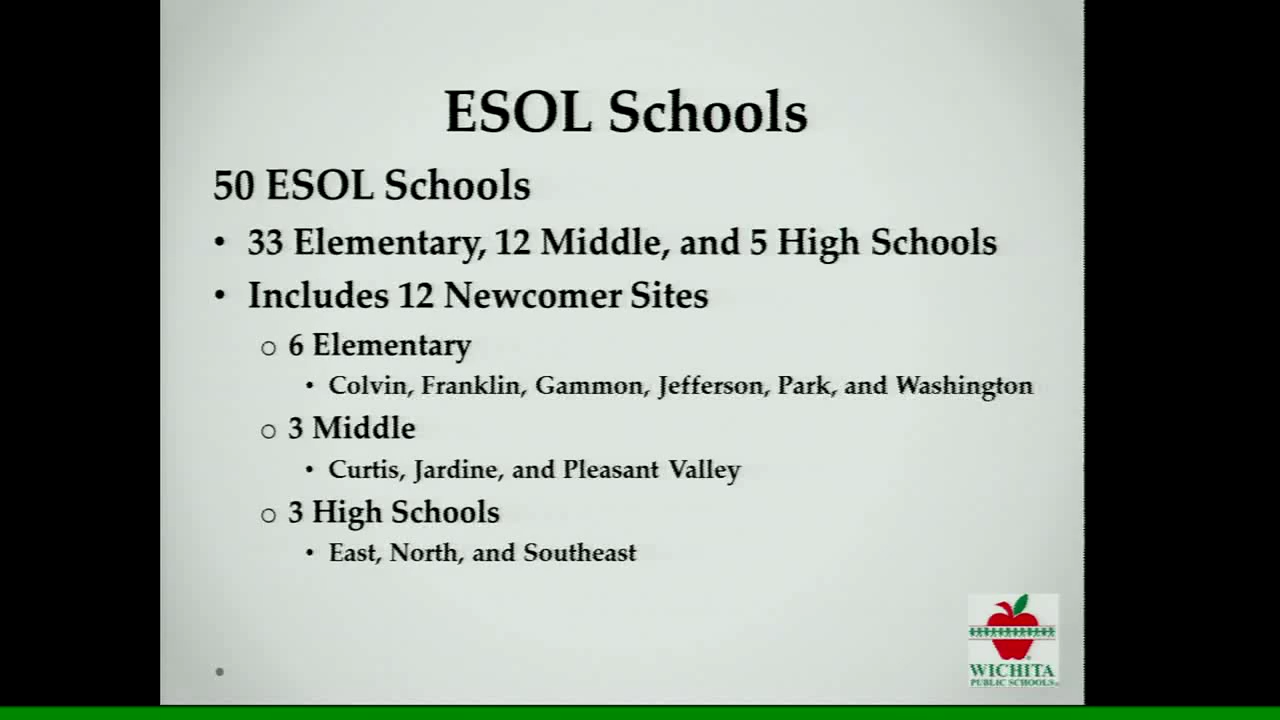 ESOL Schools
50 ESOL Schools
• 33 Elementary, 12 Middle, and 5 High Schools
• Includes 12 Newcomer Sites
o 6 Elementary
• Colvin, Franklin, Gammon, Jefferson, Park, and Washington
o 3 Middle
• Curtis, Jardine, and Pleasant Valley
o 3 High Schools
• East, North, and Southeast
WICHITA
PUBLIC SCHOOLS